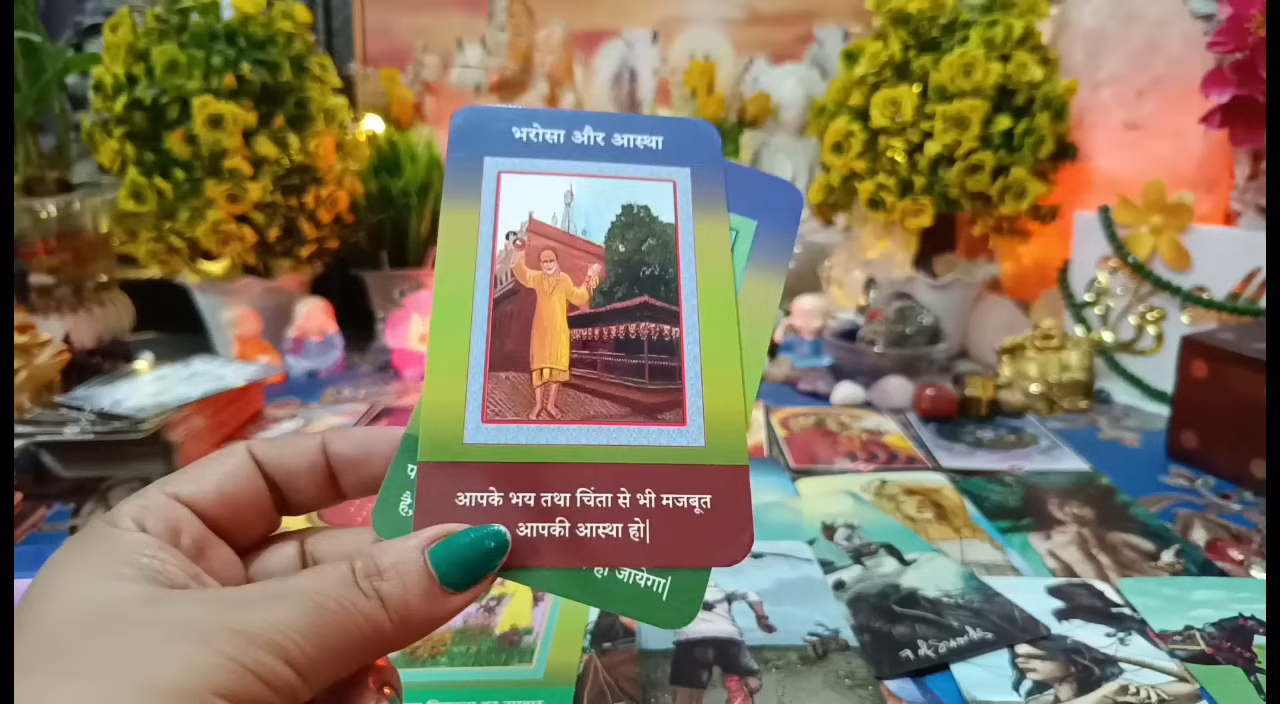 भरोसा और आस्था
आपके भय तथा चिंता से भी मजबूत
आपकी आस्था हो|
हो जायेगा|